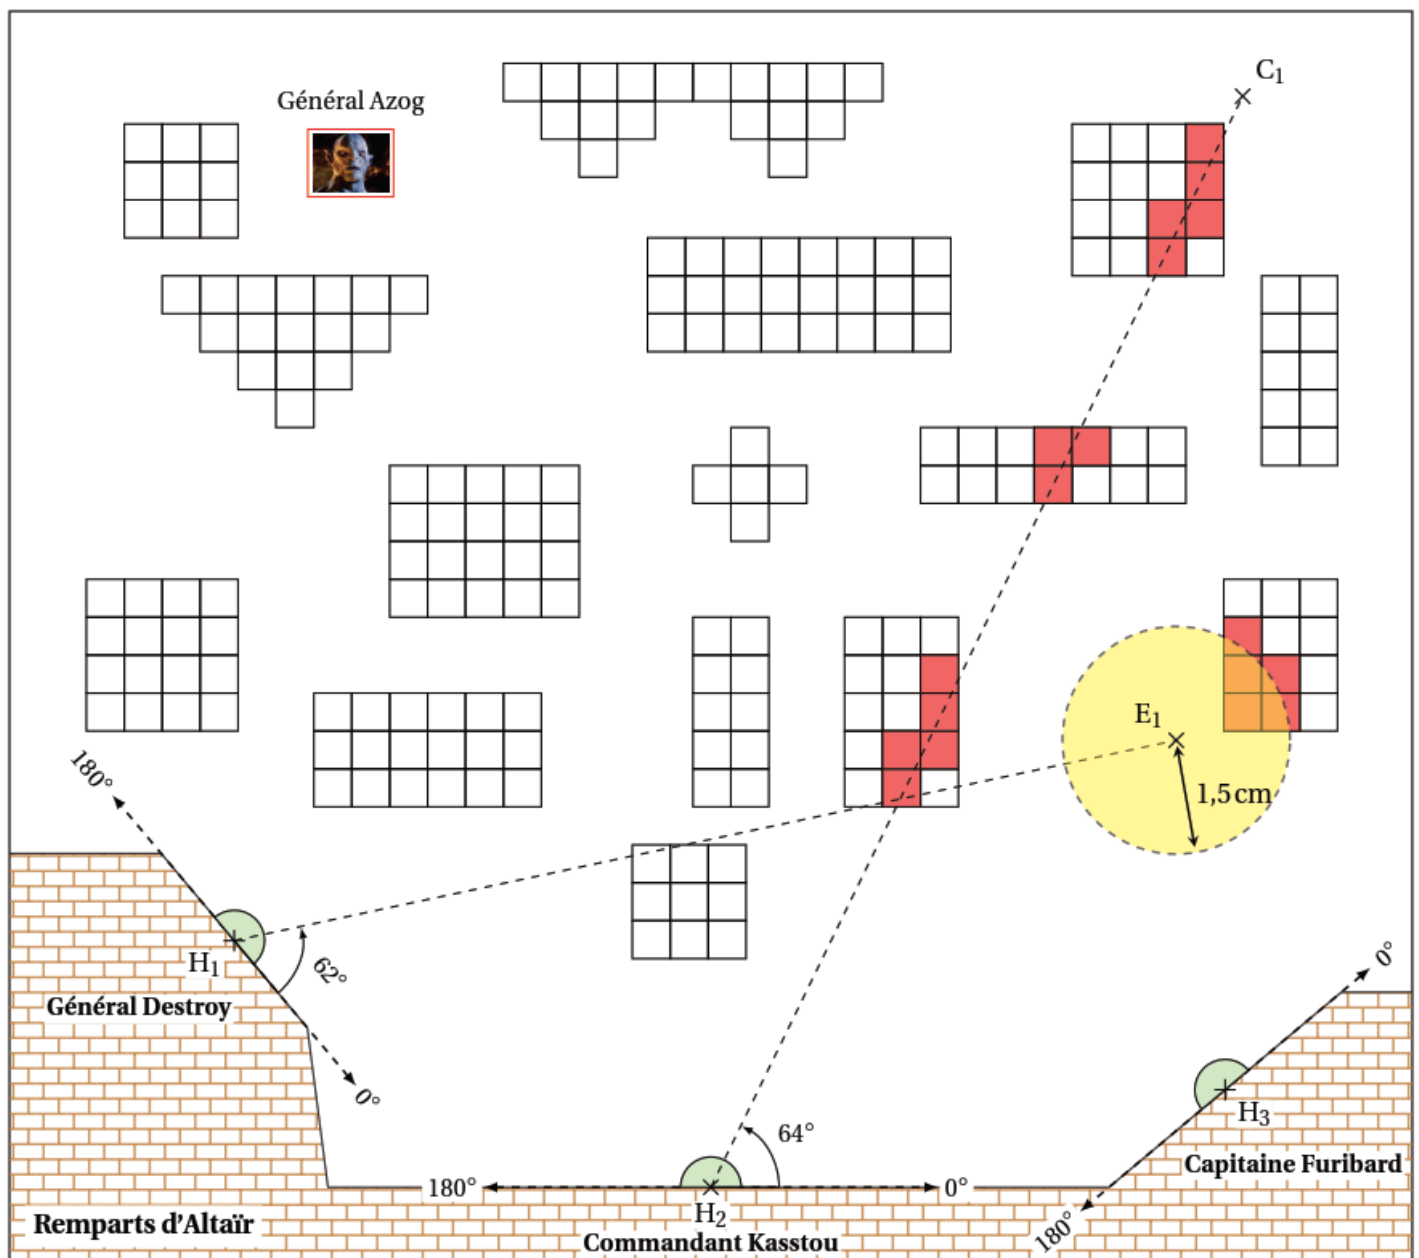 C₁
Général Azog
E₁
1,5 cm
180°
H₁
62°
Général Destroy
0°
0°
H₃
64°
Capitaine Furibard
180°
0°
H₂
180°
Remparts d'Altaïr
Commandant Kasstou